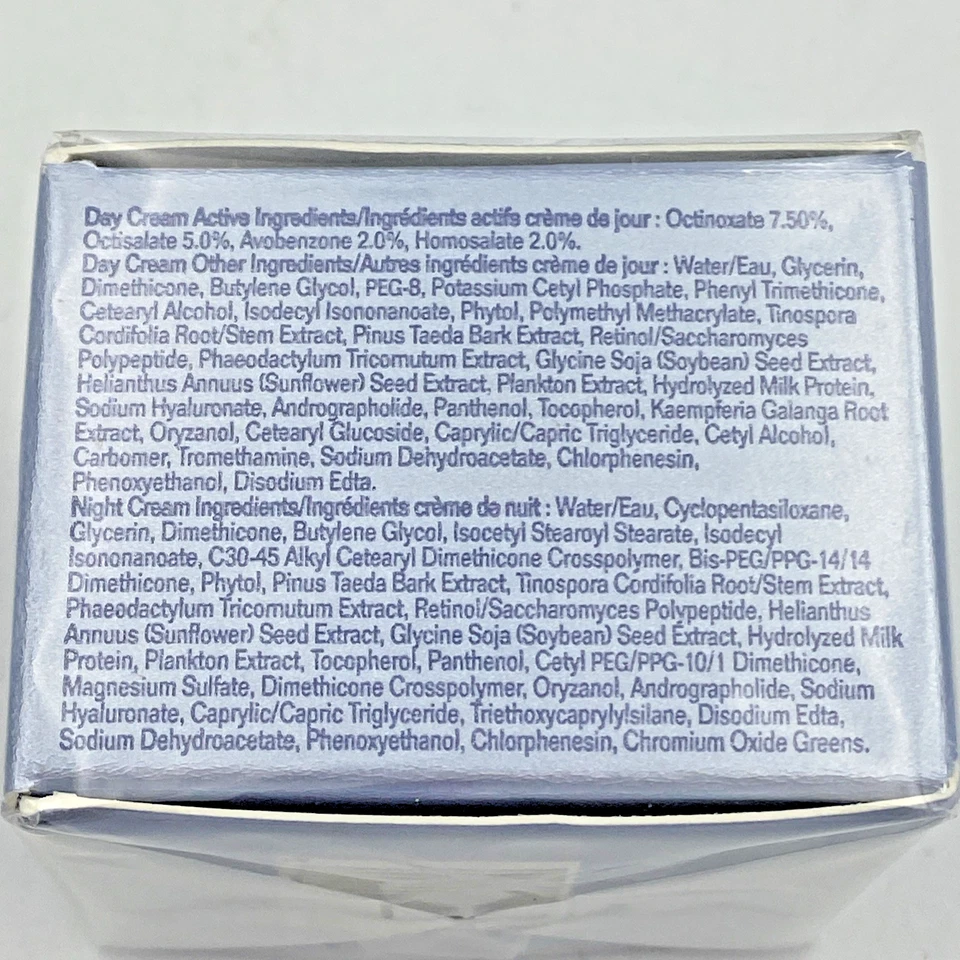 Day Cream Active Ingredients/Ingrédients actifs crème de jour : Octinoxate 7.50%,
Octisalate 5.0%, Avobenzone 2.0%, Homosalate 2.0%.
Day Cream Other Ingredients/Autres ingrédients crème de jour : Water/Eau, Glycerin,
Dimethicone, Butylene Glycol, PEG-8, Potassium Cetyl Phosphate, Phenyl Trimethicone,
Cetearyl Alcohol, Isodecyl Isononanoate, Phytol, Polymethyl Methacrylate, Tinospora
Cordifolia Root/Stem Extract, Pinus Taeda Bark Extract, Retinol/Saccharomyces
Polypeptide, Phaeodactylum Tricornutum Extract, Glycine Soja (Soybean) Seed Extract,
Helianthus Annuus (Sunflower) Seed Extract, Plankton Extract, Hydrolyzed Milk Protein,
Sodium Hyaluronate, Andrographolide, Panthenol, Tocopherol, Kaempferia Galanga Root
Extract, Oryzanol, Cetearyl Glucoside, Caprylic/Capric Triglyceride, Cetyl Alcohol,
Carbomer, Tromethamine, Sodium Dehydroacetate, Chlorphenesin,
Phenoxyethanol, Disodium Edta.
Night Cream Ingredients/Ingrédients crème de nuit : Water/Eau, Cyclopentasiloxane,
Glycerin, Dimethicone, Butylene Glycol, Isocetyl Stearoyl Stearate, Isodecyl
Isononanoate, C30-45 Alkyl Cetearyl Dimethicone Crosspolymer, Bis-PEG/PPG-14/14
Dimethicone, Phytol, Pinus Taeda Bark Extract, Tinospora Cordifolia Root/Stem Extract,
Phaeodactylum Tricornutum Extract, Retinol/Saccharomyces Polypeptide, Helianthus
Annuus (Sunflower) Seed Extract, Glycine Soja (Soybean) Seed Extract, Hydrolyzed Milk
Protein, Plankton Extract, Tocopherol, Panthenol, Cetyl PEG/PPG-10/1 Dimethicone,
Magnesium Sulfate, Dimethicone Crosspolymer, Oryzanol, Andrographolide, Sodium
Hyaluronate, Caprylic/Capric Triglyceride, Triethoxycaprylylsilane, Disodium Edta,
Sodium Dehydroacetate, Phenoxyethanol, Chlorphenesin, Chromium Oxide Greens.